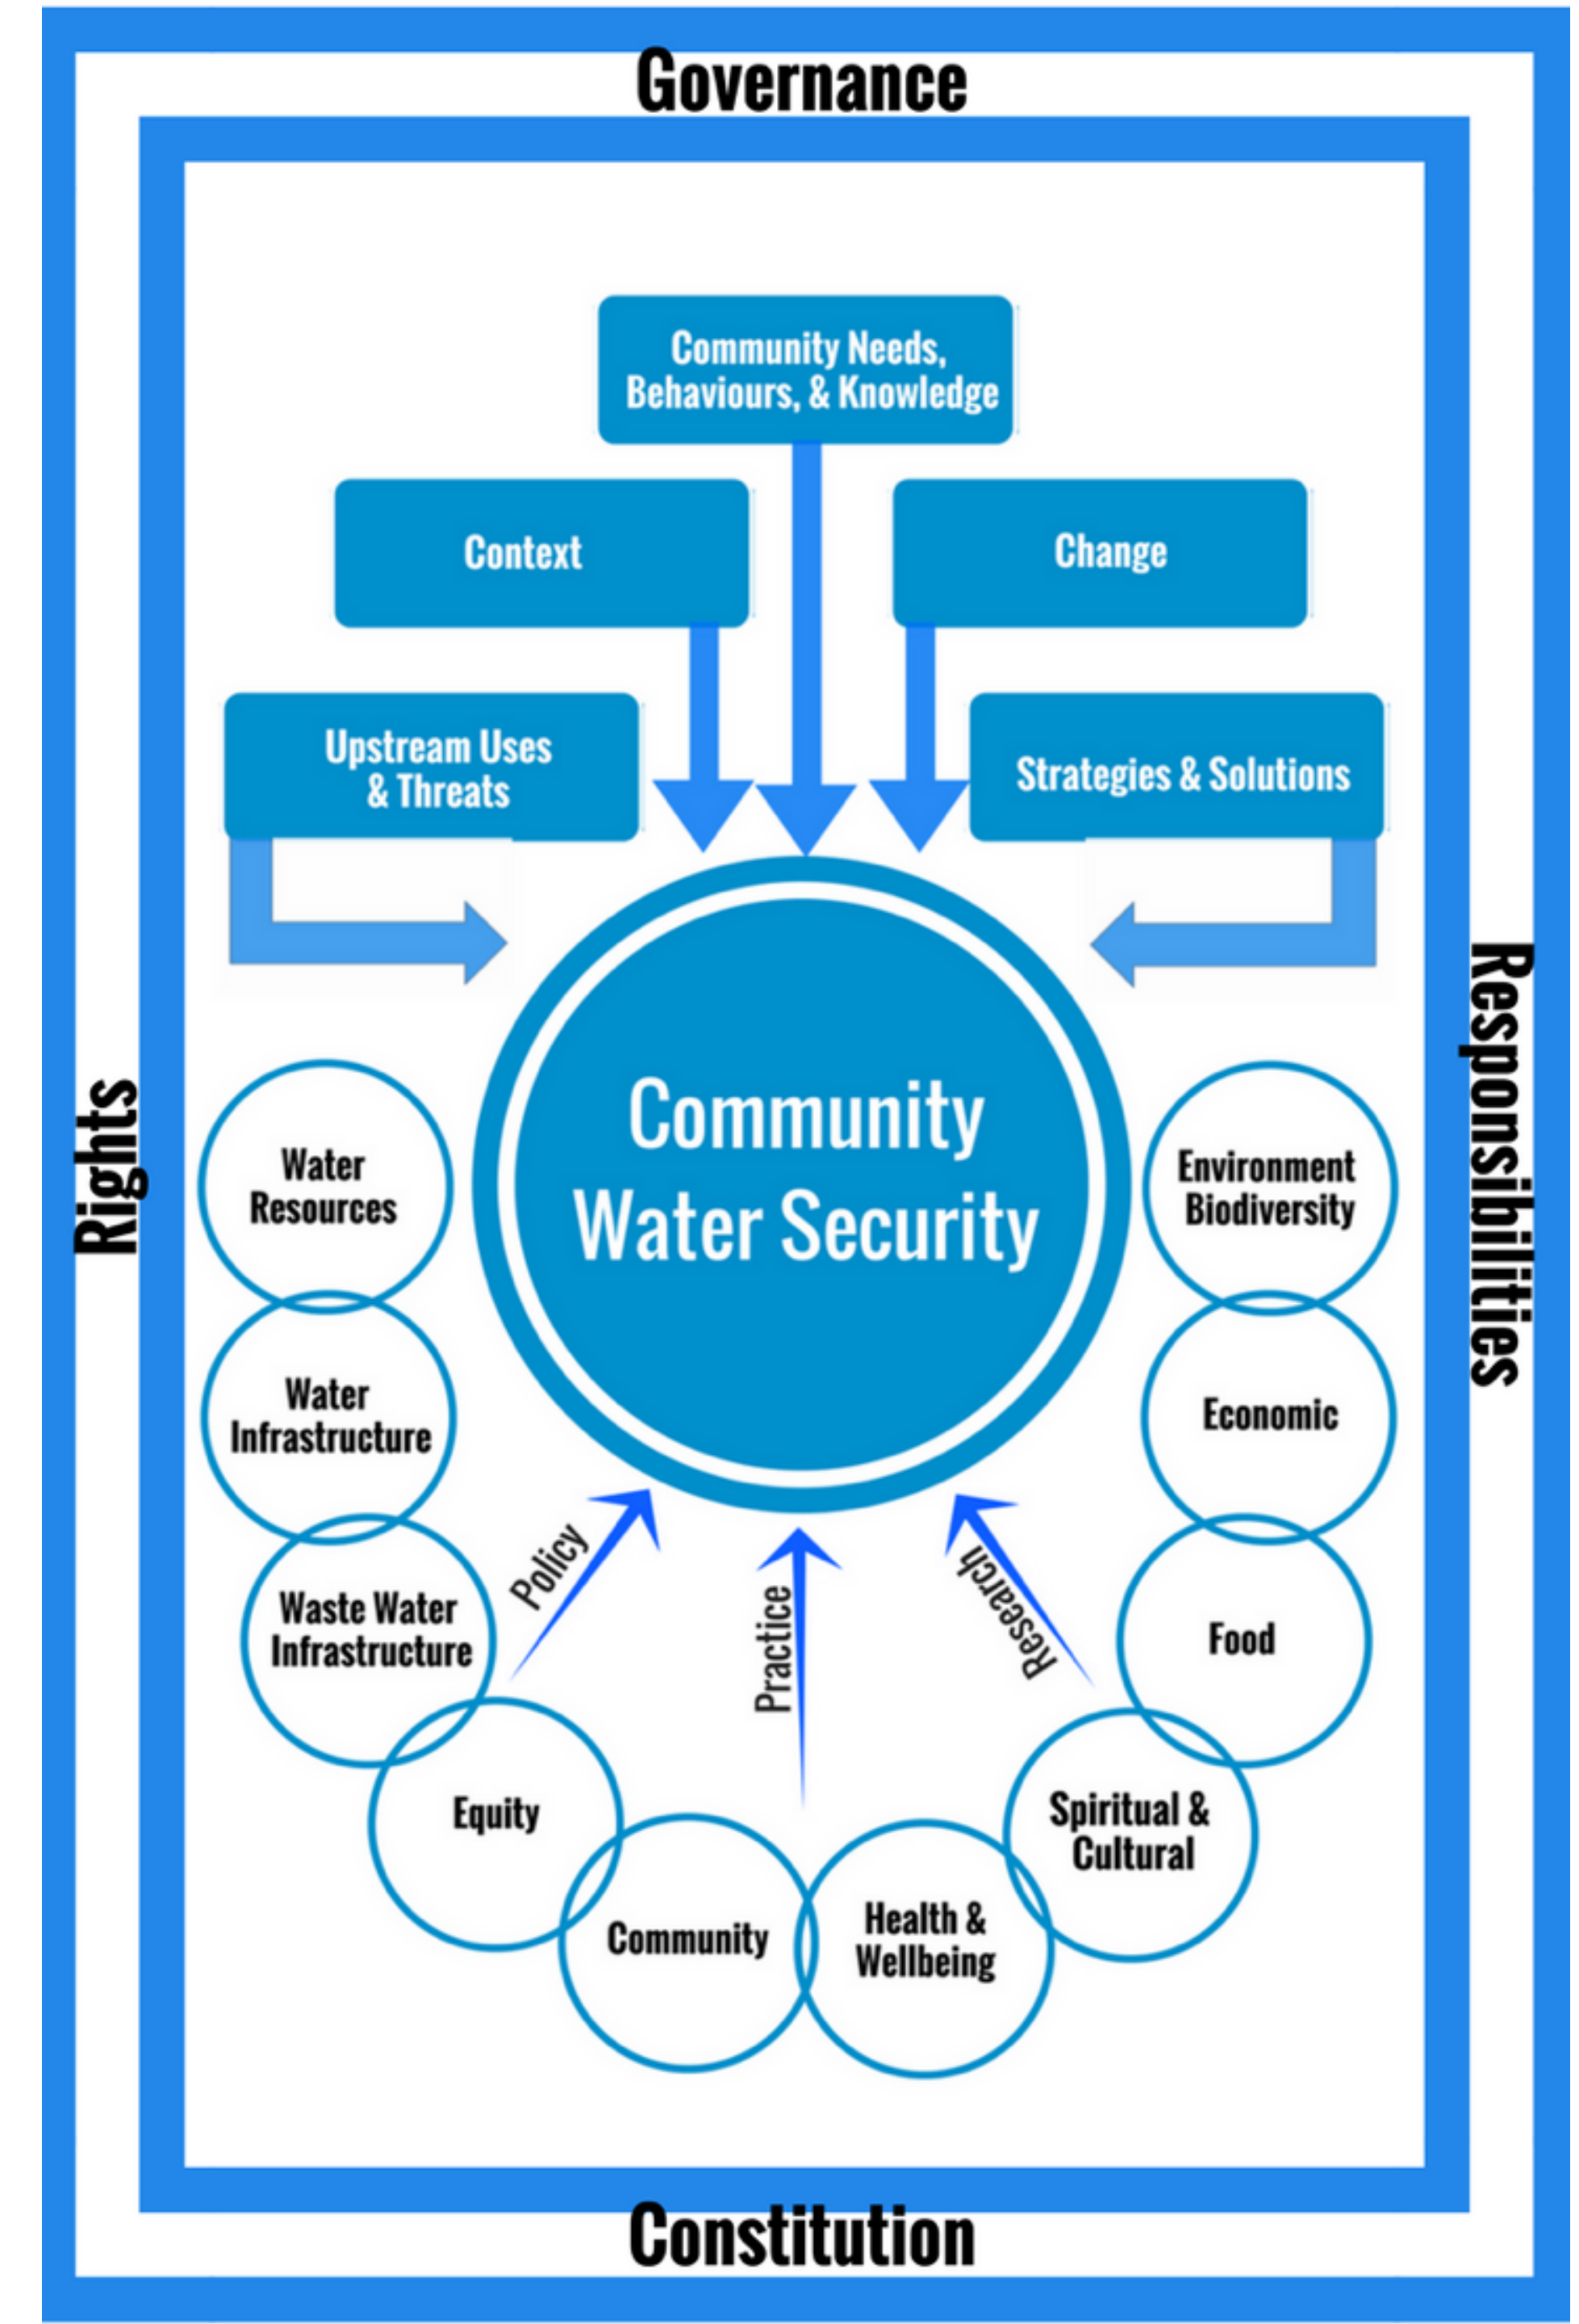 Governance
Community Needs,
Behaviours, & Knowledge
Context
Change
Upstream Uses
& Threats
Strategies & Solutions
Community
Water Security
Rights
Responsibilities
Water
Resources
Environment
Biodiversity
Water
Infrastructure
Economic
Policy
Practice
Research
Waste Water
Infrastructure
Food
Equity
Spiritual &
Cultural
Community
Health &
Wellbeing
Constitution